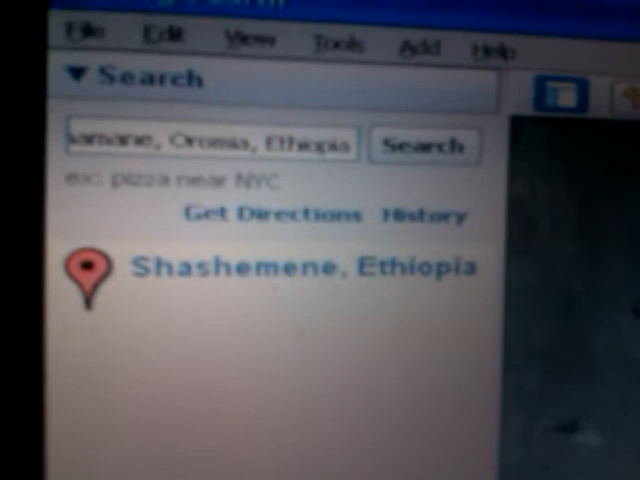 File Edit View Tools Add Help
Search
amane, Oromia, Ethiopia Search
ex: pizza near NYC
Get Directions History
Shashemene, Ethiopia